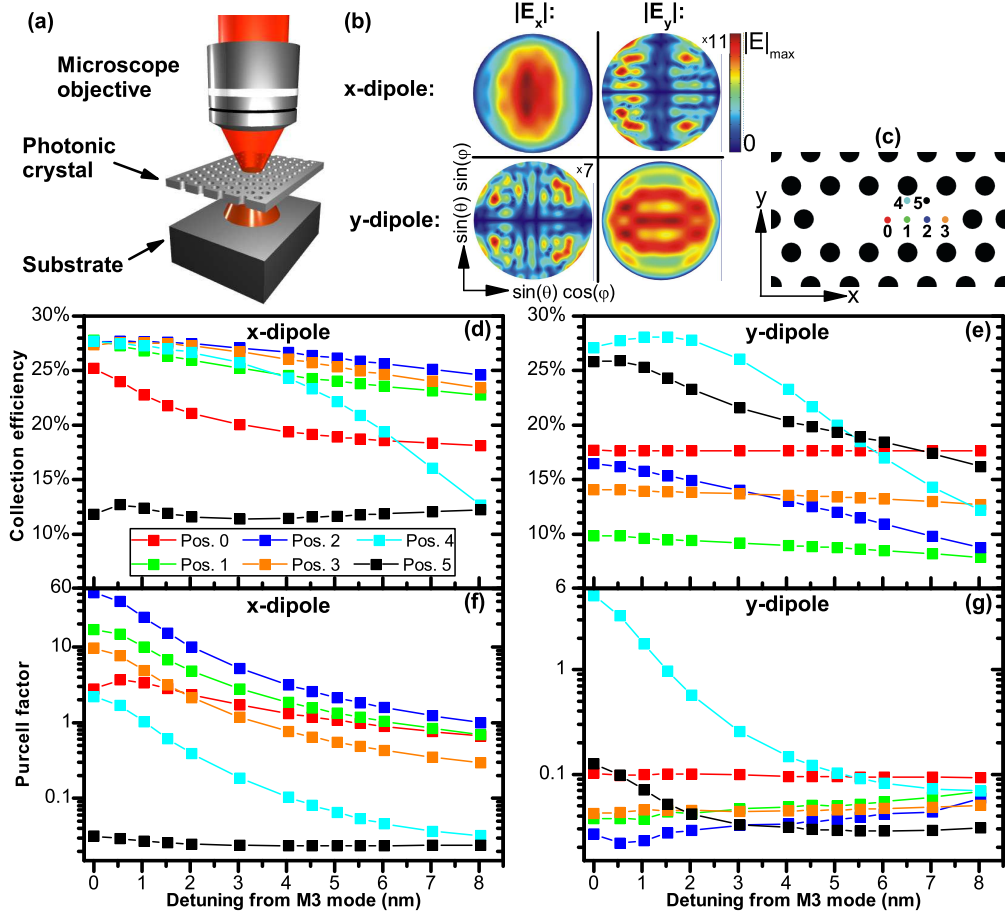 (a)
Microscope
objective
Photonic
crystal
Substrate
(b)
|Ex|:
|Ey|:
x-dipole:
y-dipole:
x11
|E|max
0
x7
sin(θ) sin(φ)
sin(θ) cos(φ)
(c)
y
x
4 5
0 1 2 3
(d)
x-dipole
30%
25%
20%
15%
10%
Collection efficiency
Pos. 0
Pos. 2
Pos. 4
Pos. 1
Pos. 3
Pos. 5
(e)
y-dipole
30%
25%
20%
15%
10%
(f)
x-dipole
60
10
1
0.1
Purcell factor
0 1 2 3 4 5 6 7 8
Detuning from M3 mode (nm)
(g)
y-dipole
6
1
0.1
0 1 2 3 4 5 6 7 8
Detuning from M3 mode (nm)